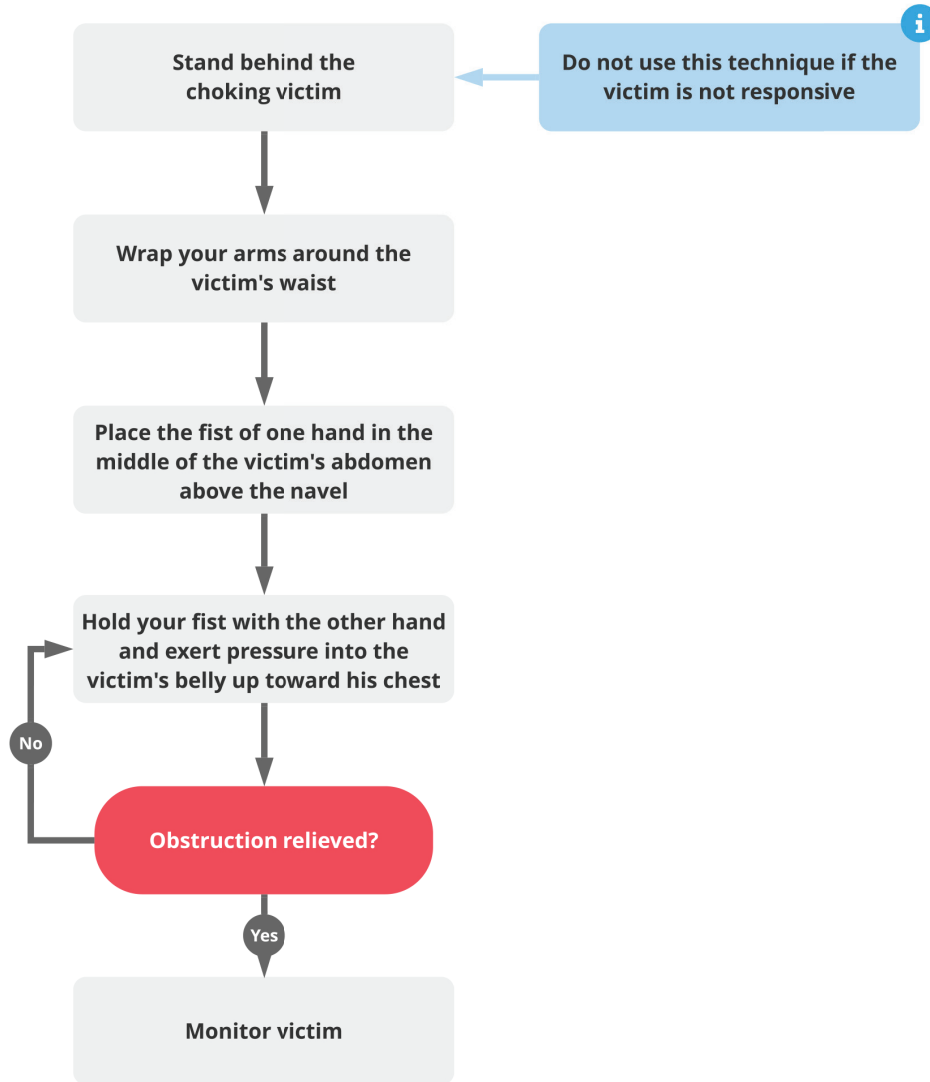 Stand behind the
choking victim
i
Do not use this technique if the
victim is not responsive
Wrap your arms around the
victim's waist
Place the fist of one hand in the
middle of the victim's abdomen
above the navel
Hold your fist with the other hand
and exert pressure into the
victim's belly up toward his chest
No
Obstruction relieved?
Yes
Monitor victim